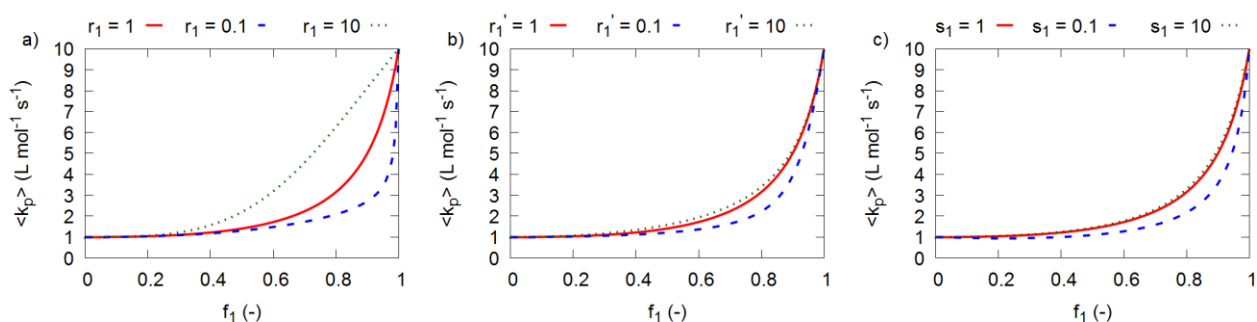 a) r₁ = 1 r₁ = 0.1 r₁ = 10
10
9
8
7
6
5
4
3
2
1
0
<kₚ> (L mol⁻¹ s⁻¹)
0 0.2 0.4 0.6 0.8 1
f₁ (-)
b) r₁' = 1 r₁' = 0.1 r₁' = 10
10
9
8
7
6
5
4
3
2
1
0
<kₚ> (L mol⁻¹ s⁻¹)
0 0.2 0.4 0.6 0.8 1
f₁ (-)
c) s₁ = 1 s₁ = 0.1 s₁ = 10
10
9
8
7
6
5
4
3
2
1
0
<kₚ> (L mol⁻¹ s⁻¹)
0 0.2 0.4 0.6 0.8 1
f₁ (-)